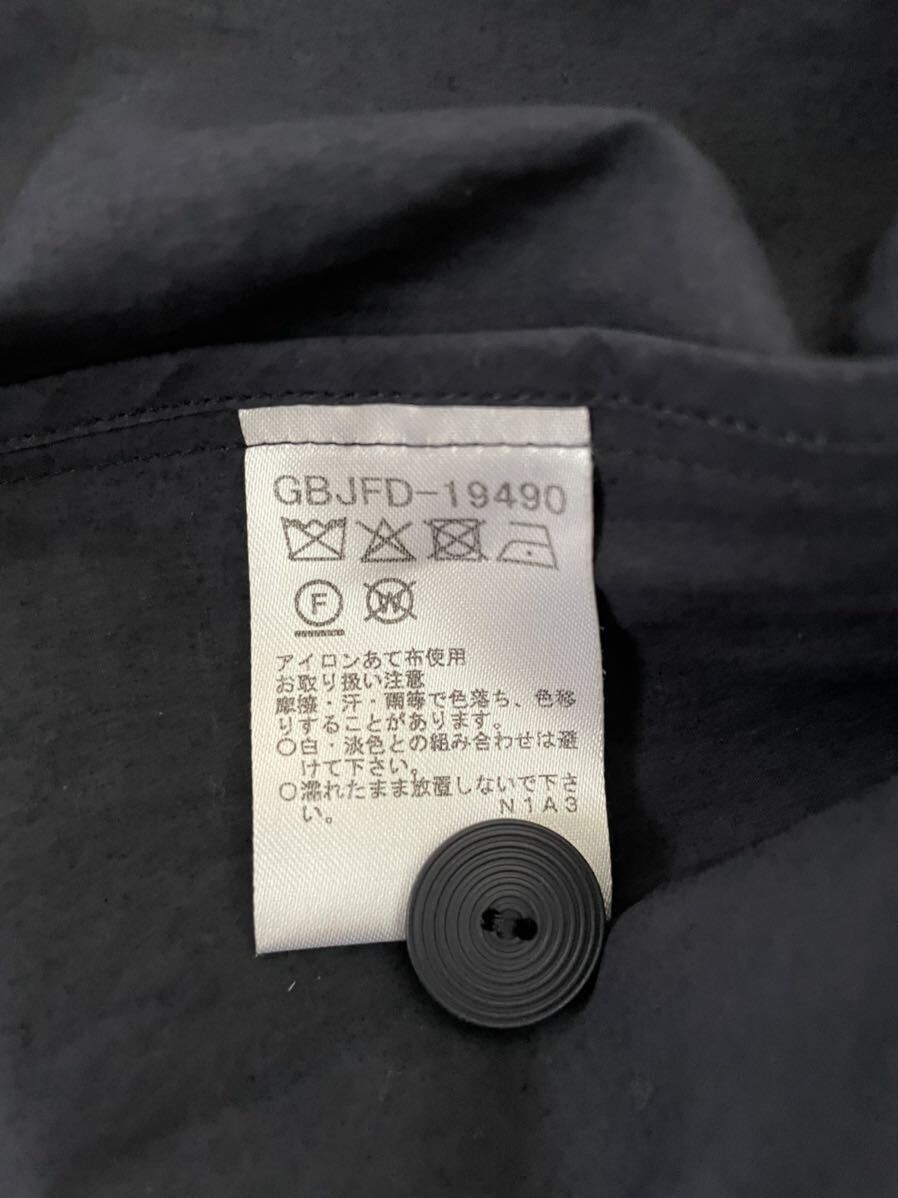 GBJFD-19490
F W
アイロンあて布使用
お取り扱い注意
摩擦・汗・雨等で色落ち、色移
りすることがあります。
○白・淡色との組み合わせは避
けて下さい。
○濡れたまま放置しないで下さ
い。 N1A3